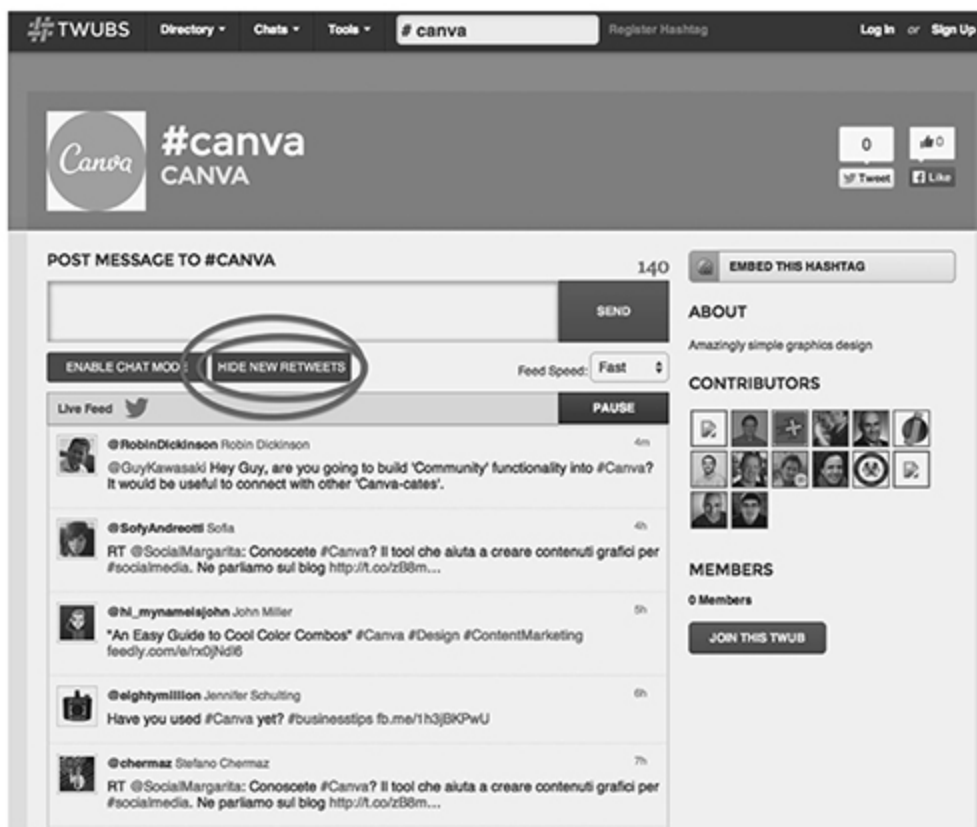 TWUBS Directory Chats Tools # canva Register Hashtag Log In or Sign Up
Canva
#canva
CANVA
0
0
Tweet Like
POST MESSAGE TO #CANVA 140
SEND
ENABLE CHAT MOD HIDE NEW RETWEETS Feed Speed: Fast
Live Feed PAUSE
@RobinDickinson Robin Dickinson 4m
@GuyKawasaki Hey Guy, are you going to build 'Community' functionality into #Canva?
It would be useful to connect with other 'Canva-cates'.
@SofyAndreotti Sofia 4h
RT @SocialMargarita: Conoscete #Canva? Il tool che aiuta a creare contenuti grafici per
#socialmedia. Ne parliamo sul blog http://t.co/zB8m...
@hi_mynameisjohn John Miller 5h
"An Easy Guide to Cool Color Combos" #Canva #Design #ContentMarketing
feedly.com/e/rx0jNdl6
@eightymillion Jennifer Schulting 6h
Have you used #Canva yet? #businesstips fb.me/1h3jBKPwU
@chermaz Stefano Chermaz 7h
RT @SocialMargarita: Conoscete #Canva? Il tool che aiuta a creare contenuti grafici per
#socialmedia. Ne parliamo sul blog http://t.co/zB8m...
EMBED THIS HASHTAG
ABOUT
Amazingly simple graphics design
CONTRIBUTORS
MEMBERS
0 Members
JOIN THIS TWUB